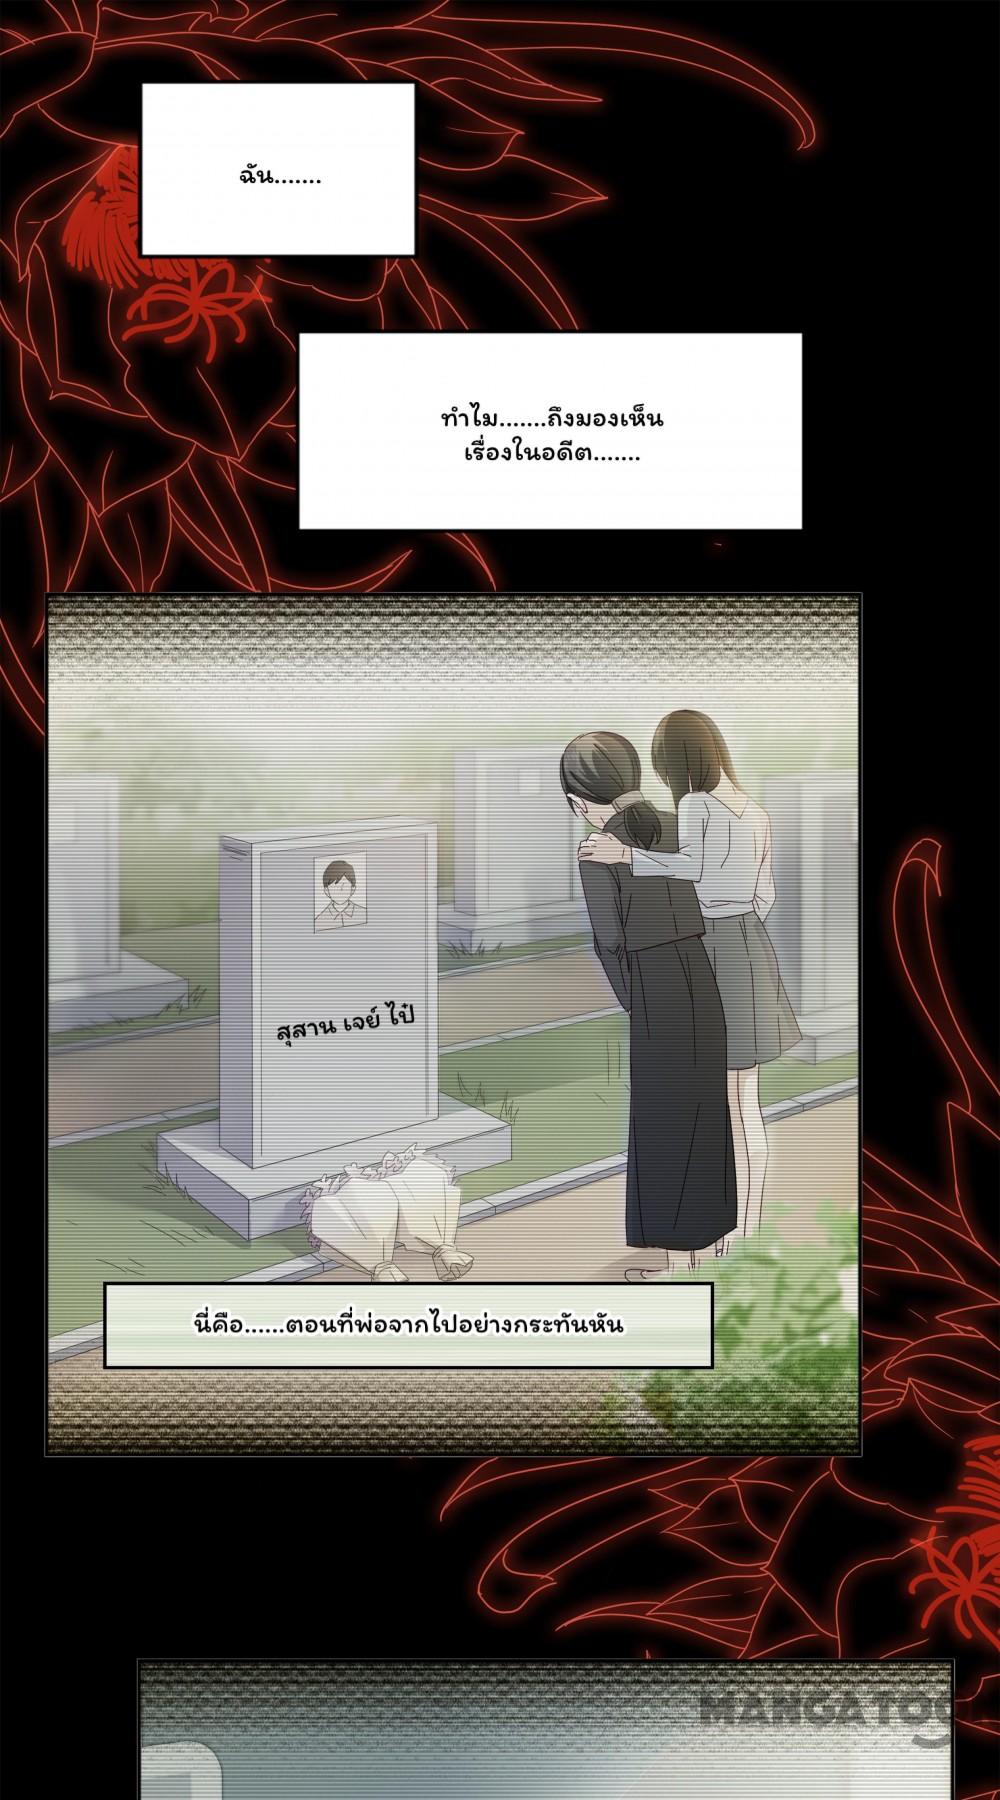 ฉัน.......
ทำไม.......ถึงมองเห็น
เรื่องในอดีต.......
สุสาน เจย์ ไป๋
นี่คือ......ตอนที่พ่อจากไปอย่างกระทันหัน
MANGATOON